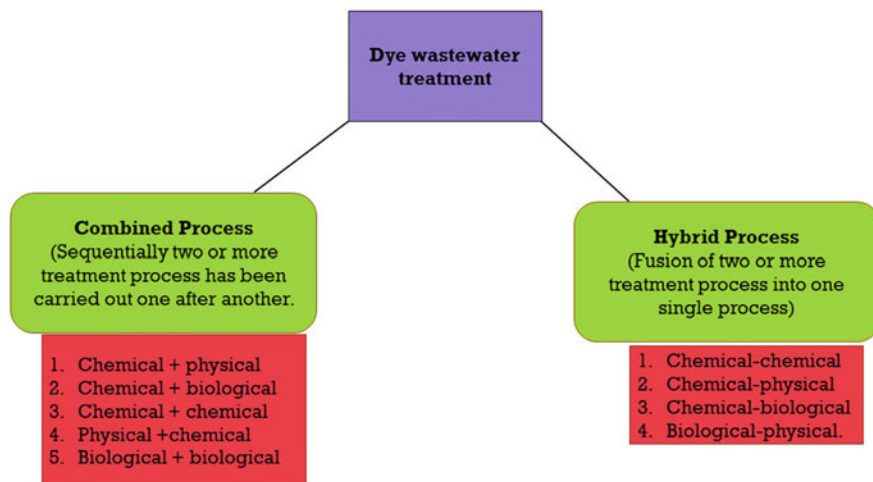 Dye wastewater
treatment
Combined Process
(Sequentially two or more
treatment process has been
carried out one after another.
1. Chemical + physical
2. Chemical + biological
3. Chemical + chemical
4. Physical +chemical
5. Biological + biological
Hybrid Process
(Fusion of two or more
treatment process into one
single process)
1. Chemical-chemical
2. Chemical-physical
3. Chemical-biological
4. Biological-physical.